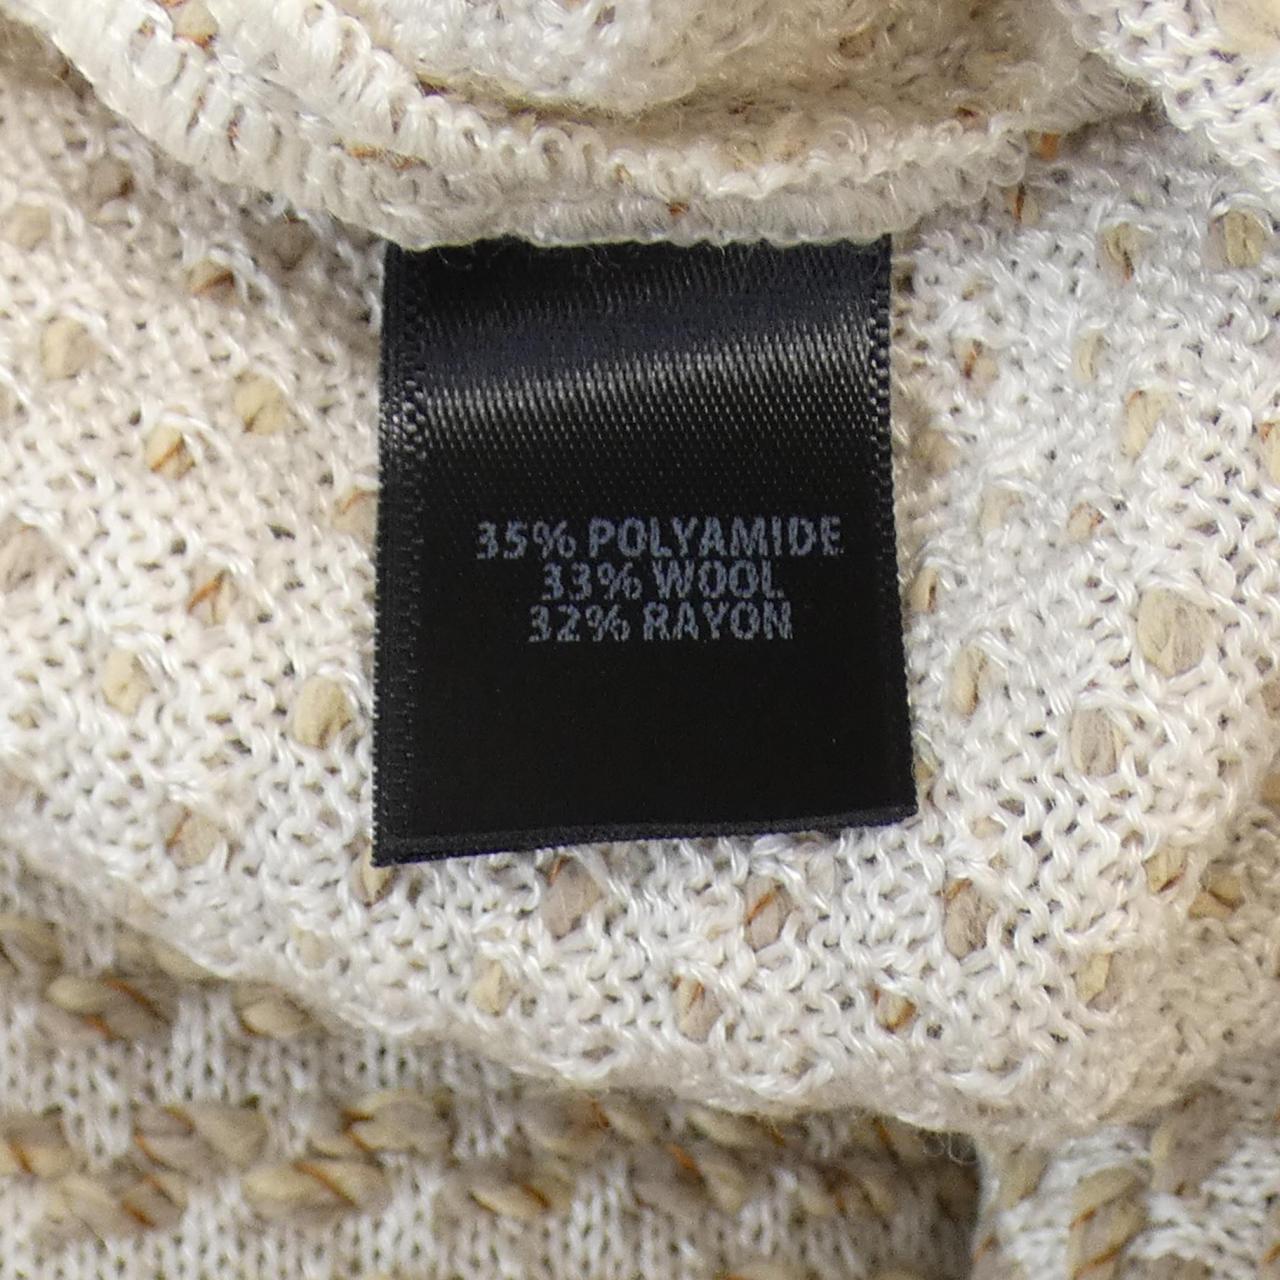 35% POLYAMIDE
33% WOOL
32% RAYON